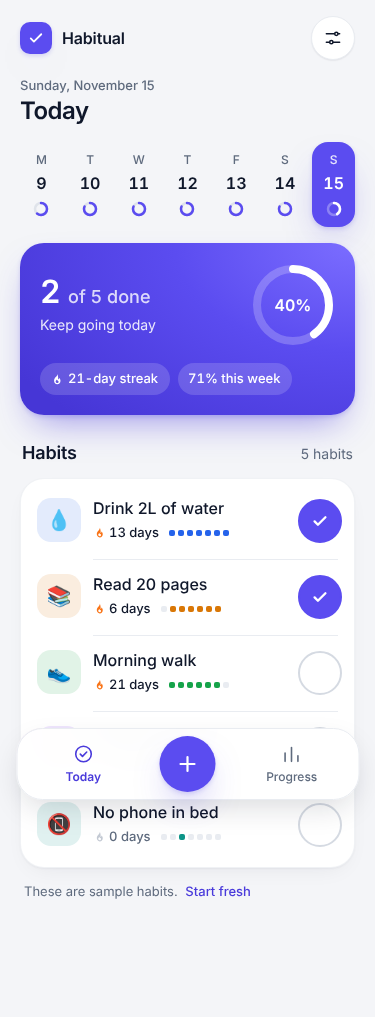 Habitual
Sunday, November 15
Today
M T W T F S S
9 10 11 12 13 14 15
2 of 5 done
Keep going today
40%
21-day streak
71% this week
Habits
5 habits
Drink 2L of water
13 days
Read 20 pages
6 days
Morning walk
21 days
Today
Progress
No phone in bed
0 days
These are sample habits. Start fresh